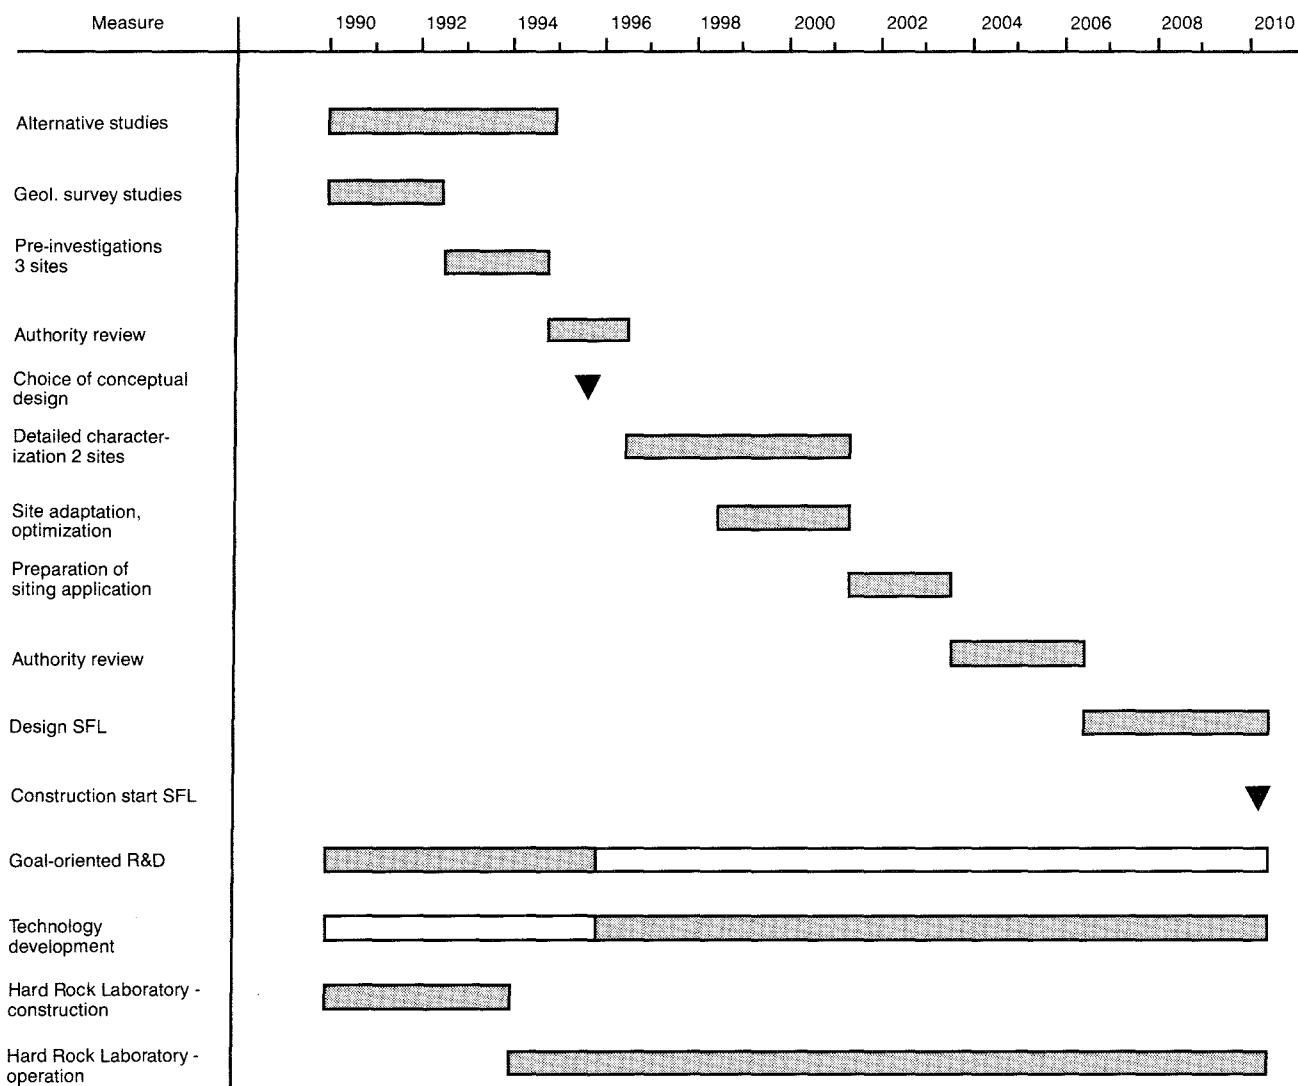 Measure 1990 1992 1994 1996 1998 2000 2002 2004 2006 2008 2010
Alternative studies
Geol. survey studies
Pre-investigations
3 sites
Authority review
Choice of conceptual
design
Detailed character-
ization 2 sites
Site adaptation,
optimization
Preparation of
siting application
Authority review
Design SFL
Construction start SFL
Goal-oriented R&D
Technology
development
Hard Rock Laboratory -
construction
Hard Rock Laboratory -
operation